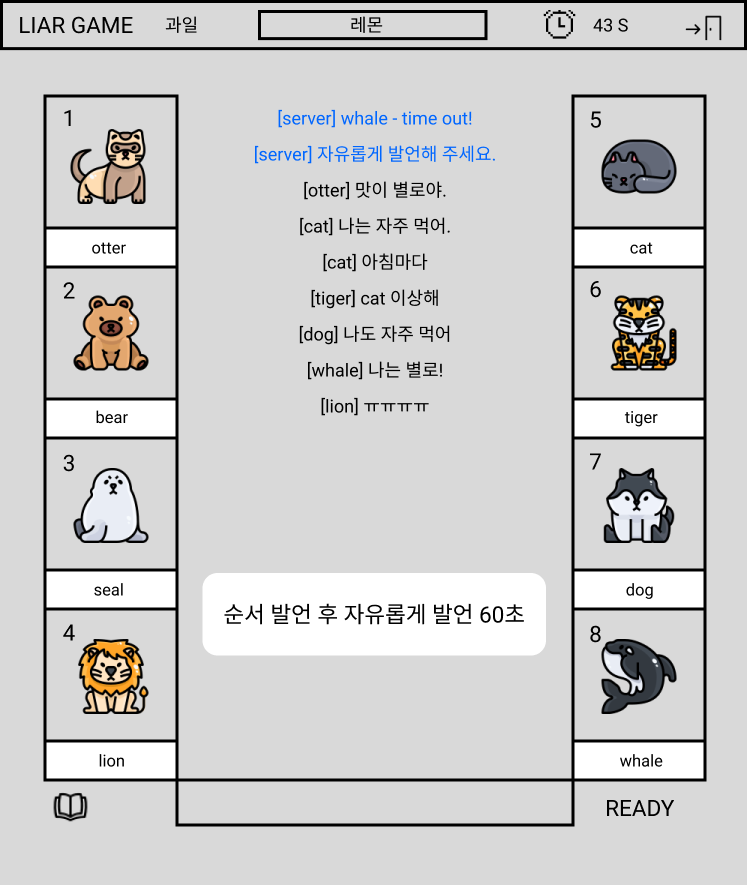 LIAR GAME 과일 레몬 43 S
[server] whale - time out!
[server] 자유롭게 발언해 주세요.
[otter] 맛이 별로야.
[cat] 나는 자주 먹어.
[cat] 아침마다
[tiger] cat 이상해
[dog] 나도 자주 먹어
[whale] 나는 별로!
[lion] ㅠㅠㅠㅠ
순서 발언 후 자유롭게 발언 60초
1
otter
2
bear
3
seal
4
lion
5
cat
6
tiger
7
dog
8
whale
READY